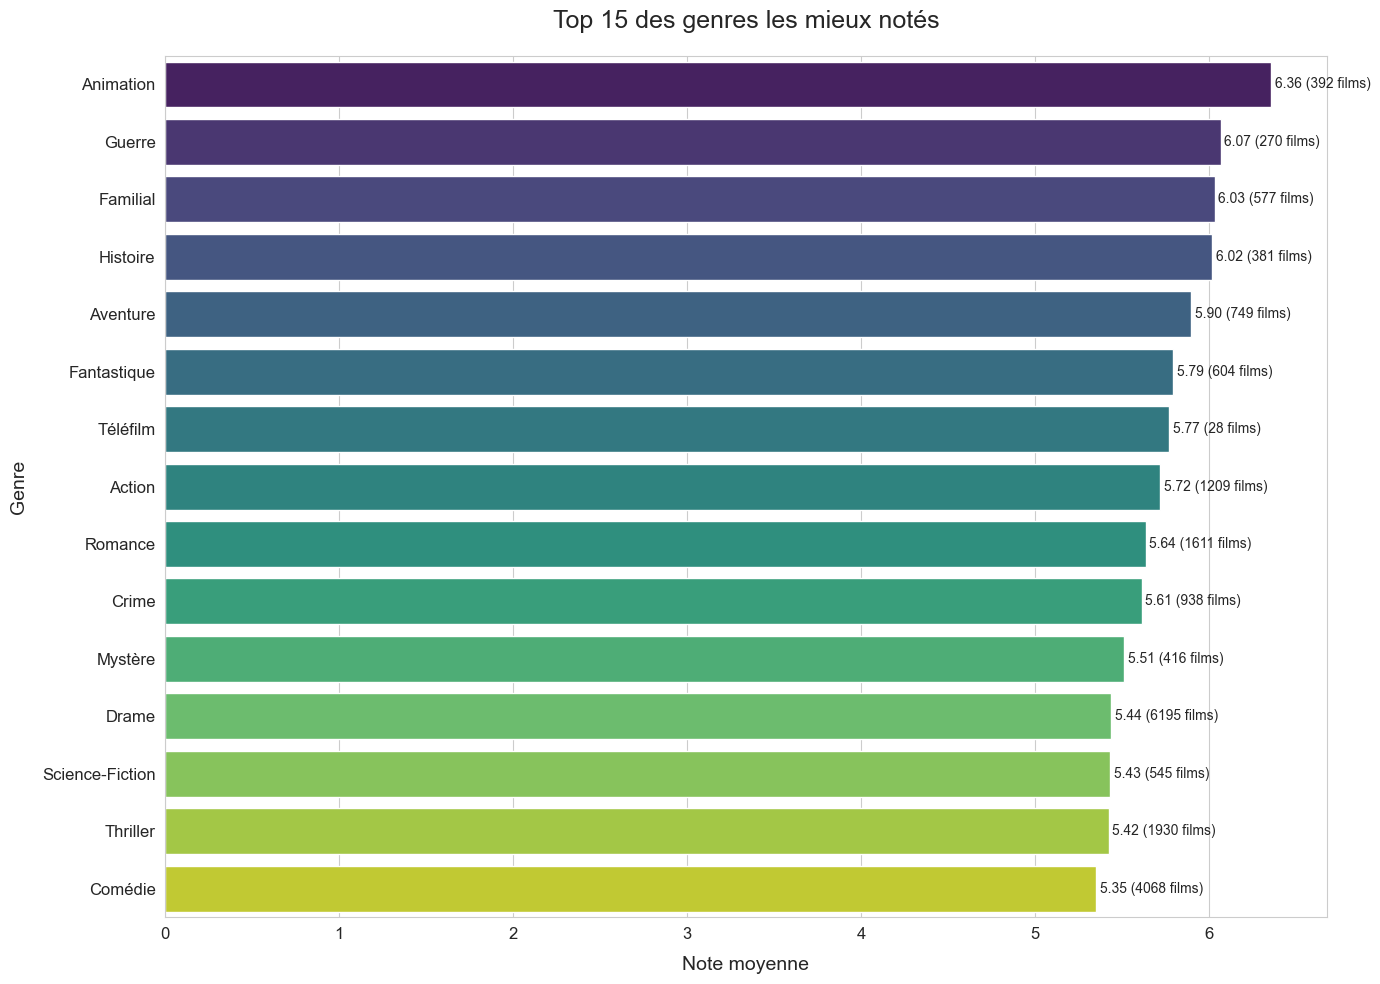 Top 15 des genres les mieux notés
Genre
Animation 6.36 (392 films)
Guerre 6.07 (270 films)
Familial 6.03 (577 films)
Histoire 6.02 (381 films)
Aventure 5.90 (749 films)
Fantastique 5.79 (604 films)
Téléfilm 5.77 (28 films)
Action 5.72 (1209 films)
Romance 5.64 (1611 films)
Crime 5.61 (938 films)
Mystère 5.51 (416 films)
Drame 5.44 (6195 films)
Science-Fiction 5.43 (545 films)
Thriller 5.42 (1930 films)
Comédie 5.35 (4068 films)
0 1 2 3 4 5 6
Note moyenne